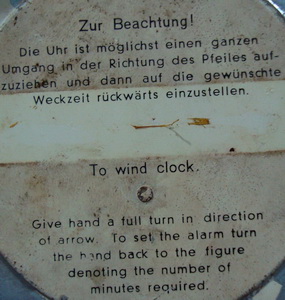 Zur Beachtung!
Die Uhr ist möglichst einen ganzen
Umgang in der Richtung des Pfeiles auf-
zuziehen und dann auf die gewünschte
Weckzeit rückwärts einzustellen.
To wind clock.
Give hand a full turn in direction
of arrow. To set the alarm turn
the hand back to the figure
denoting the number of
minutes required.